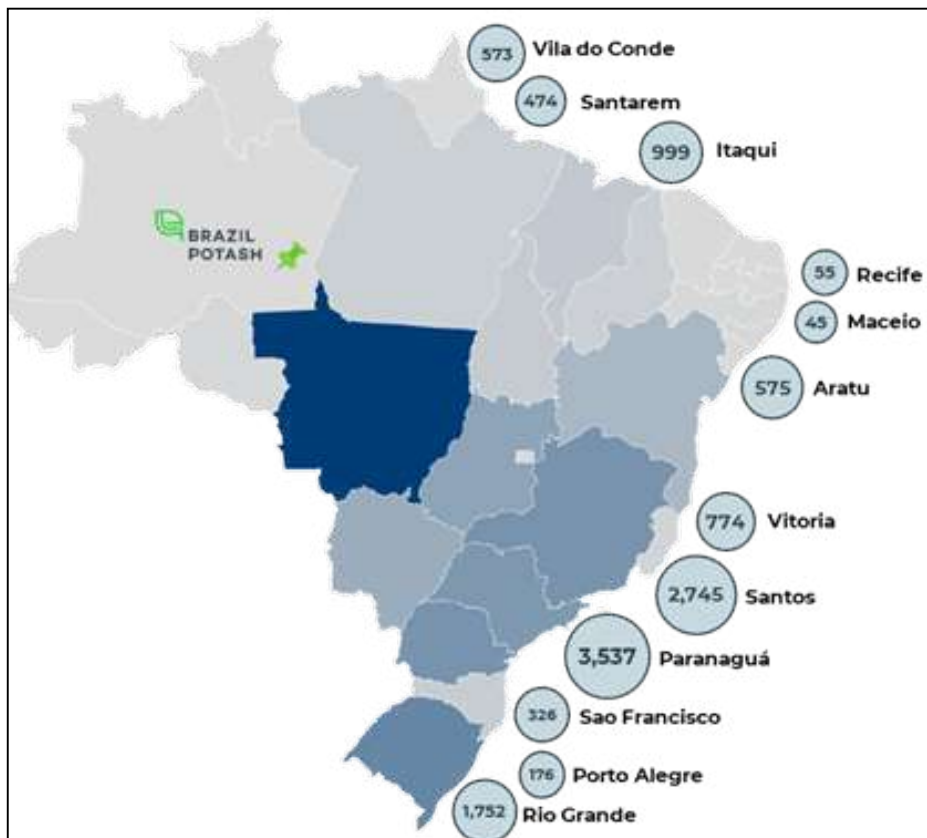 573 Vila do Conde
474 Santarem
999 Itaqui
BRAZIL
POTASH
55 Recife
45 Maceio
575 Aratu
774 Vitoria
2,745 Santos
3,537 Paranaguá
326 Sao Francisco
176 Porto Alegre
1,752 Rio Grande